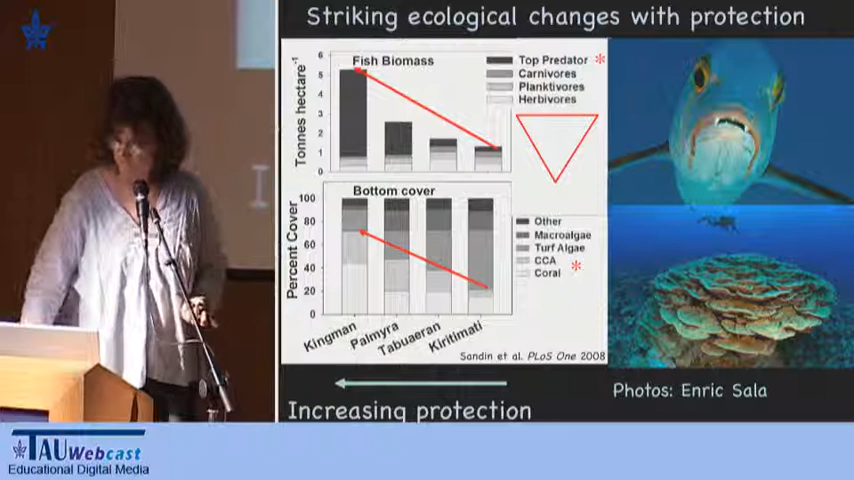 Striking ecological changes with protection
Fish Biomass
Tonnes hectare-1
6
5
4
3
2
1
0
Top Predator *
Carnivores
Planktivores
Herbivores
Bottom cover
Percent Cover
100
80
60
40
20
0
Other
Macroalgae
Turf Algae
CCA
Coral *
Kingman
Palmyra
Tabuaeran
Kiritimati
Sandin et al. PLoS One 2008
Photos: Enric Sala
Increasing protection
TAU Webcast
Educational Digital Media